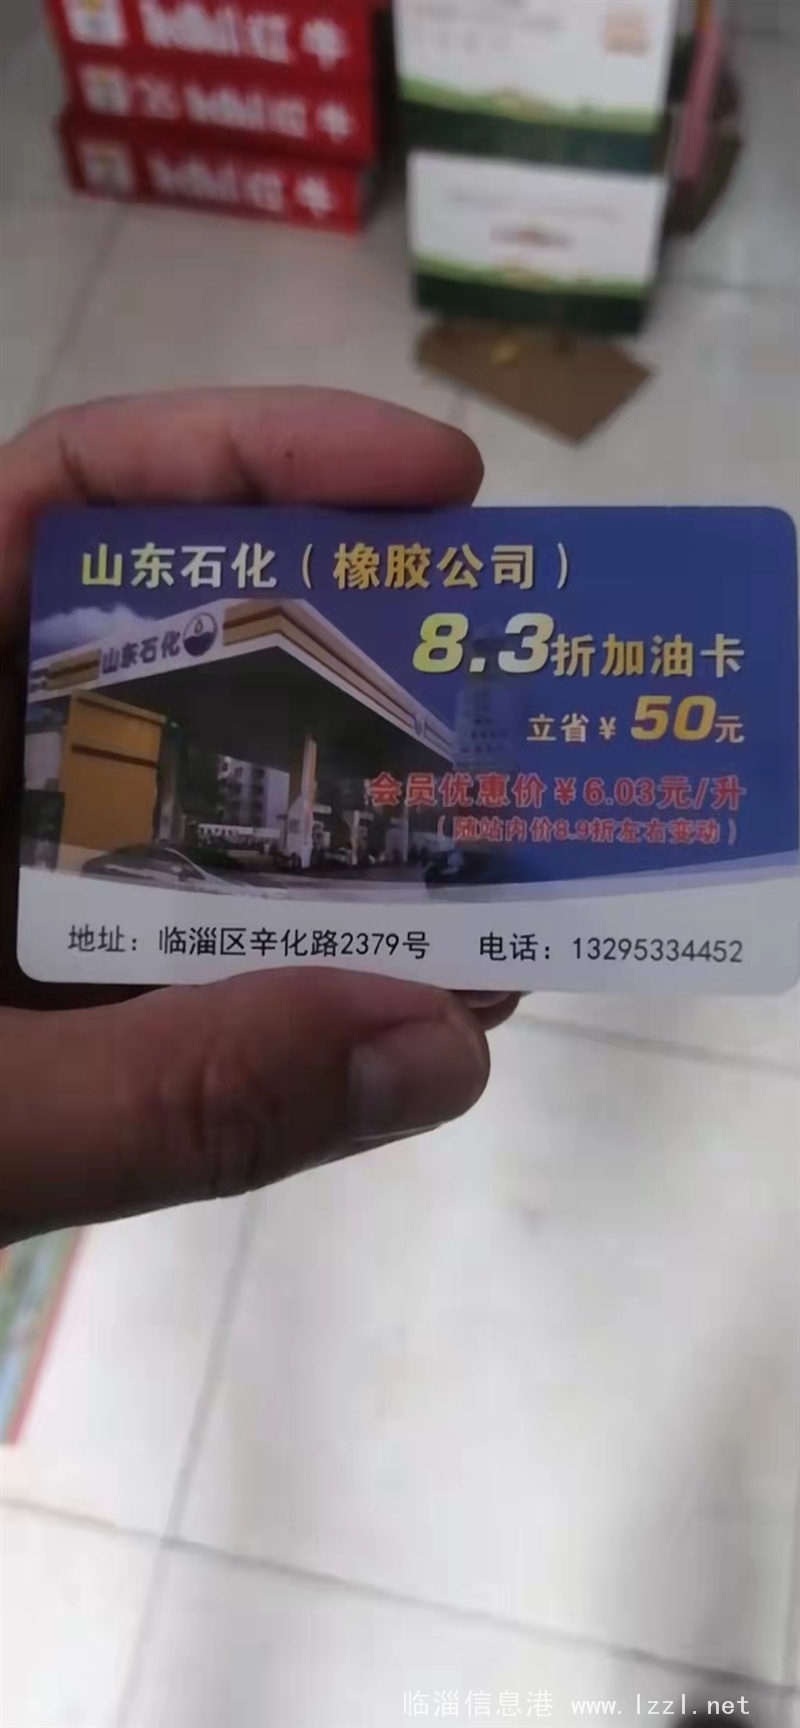 山东石化（橡胶公司）
山东石化
8.3折加油卡
立省¥50元
会员优惠价¥6.03元/升
（随站内价8.9折左右变动）
地址：临淄区辛化路2379号 电话：13295334452
临淄信息港 www.lzzl.net